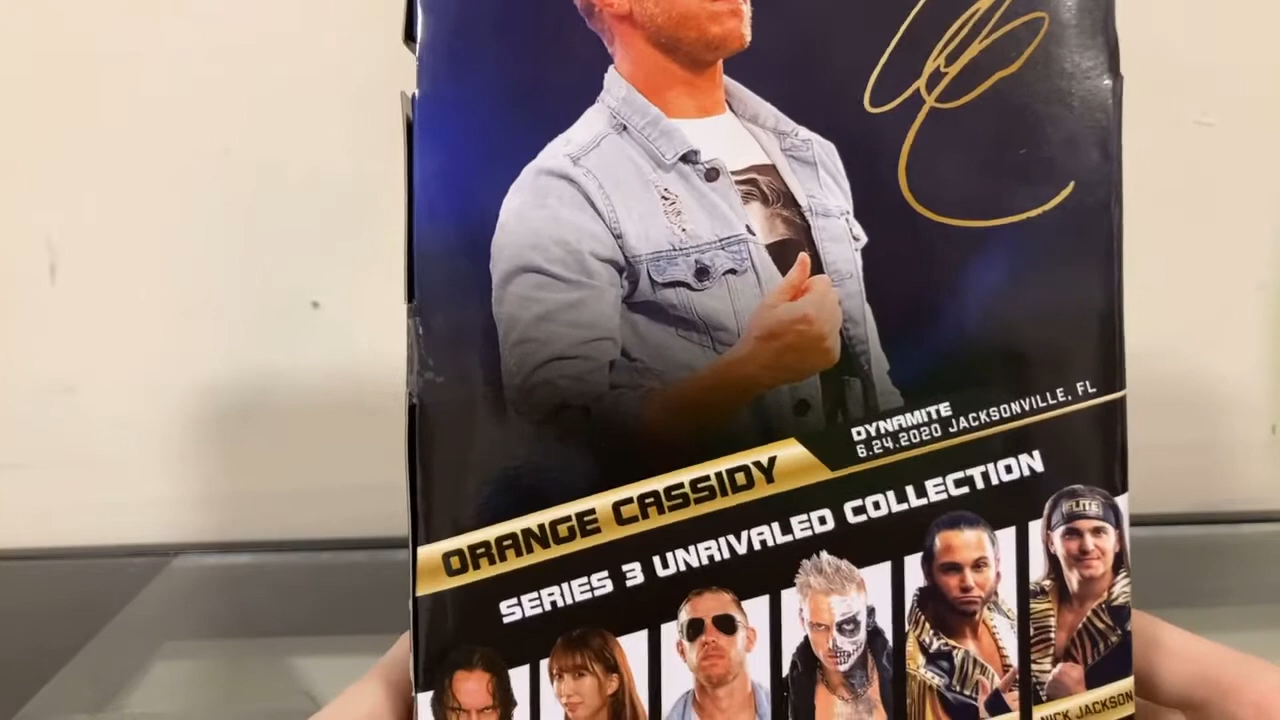 DYNAMITE
6.24.2020 JACKSONVILLE, FL
ORANGE CASSIDY
SERIES 3 UNRIVALED COLLECTION
ELITE
NICK JACKSON